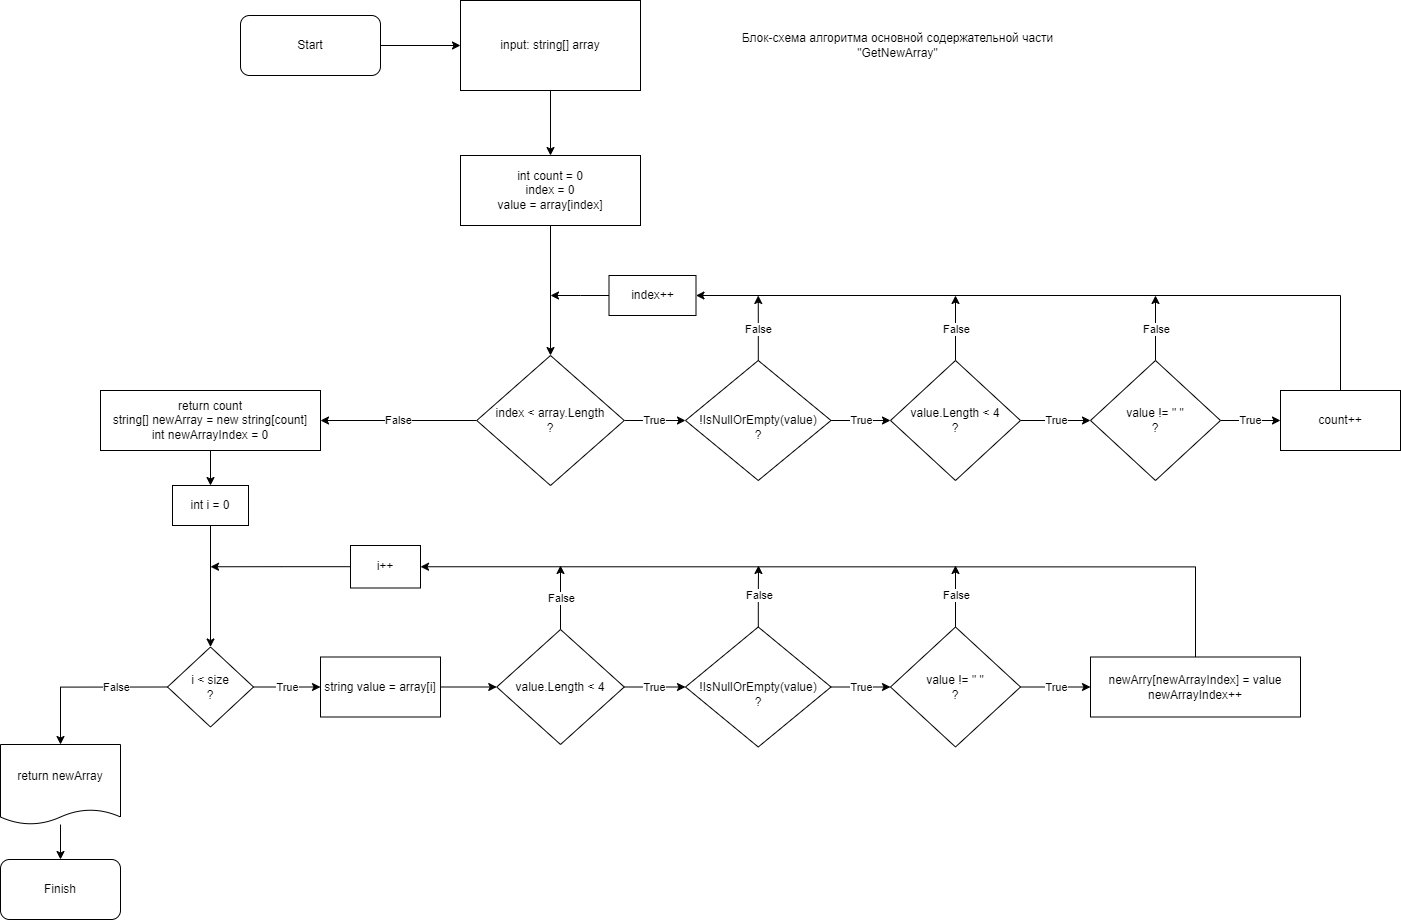 Start
input: string[] array
Блок-схема алгоритма основной содержательной части
"GetNewArray"
int count = 0
index = 0
value = array[index]
index++
False
False
False
index < array.Length
?
True
!IsNullOrEmpty(value)
?
True
value.Length < 4
?
True
value != " "
?
True
count++
False
return count
string[] newArray = new string[count]
int newArrayIndex = 0
int i = 0
i++
False
False
False
i < size
?
True
string value = array[i]
value.Length < 4
True
!IsNullOrEmpty(value)
?
True
value != " "
?
True
newArry[newArrayIndex] = value
newArrayIndex++
False
return newArray
Finish